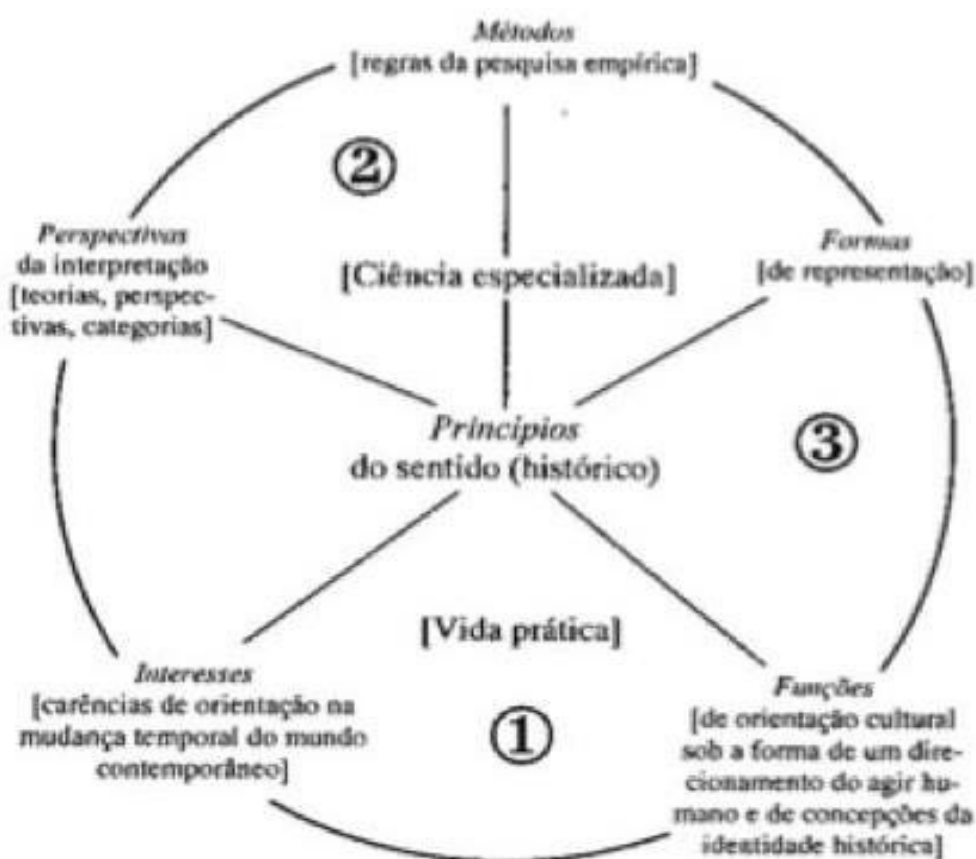 Métodos
[regras da pesquisa empírica]
②
Perspectivas
da interpretação
[teorias, perspec-
tivas, categorias]
Formas
[de representação]
[Ciência especializada]
Princípios
do sentido (histórico)
③
[Vida prática]
Interesses
[carências de orientação na
mudança temporal do mundo
contemporâneo]
①
Funções
[de orientação cultural
sob a forma de um dire-
cionamento do agir hu-
mano e de concepções da
identidade histórica]